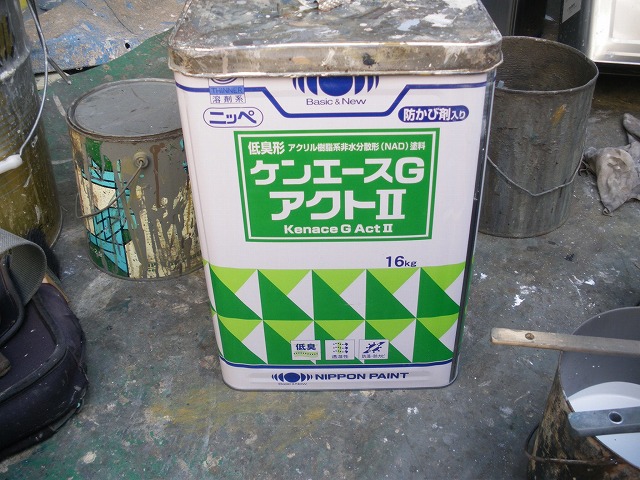 THINNER
溶剤系
Basic & New
ニッペ
防かび剤入り
低臭形 アクリル樹脂系非水分散形(NAD)塗料
ケンエースG
アクトII
Kenace G Act II
16kg
低臭
NIPPON PAINT
Basic & New